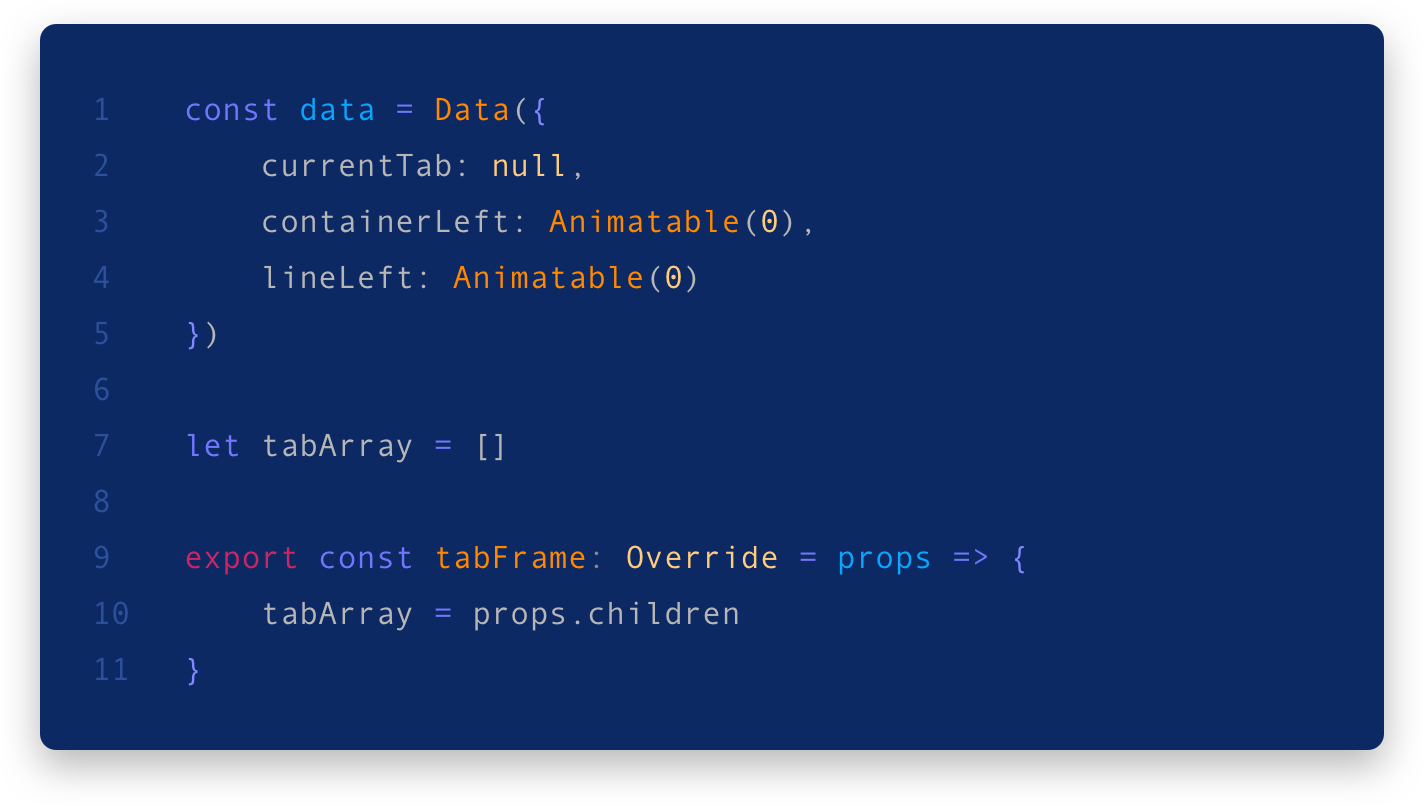 1 const data = Data({
2     currentTab: null,
3     containerLeft: Animatable(0),
4     lineLeft: Animatable(0)
5 })
6
7 let tabArray = []
8
9 export const tabFrame: Override = props => {
10     tabArray = props.children
11 }